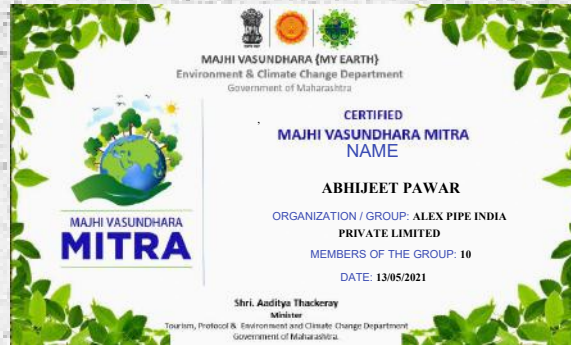 MAJHI VASUNDHARA {MY EARTH}
Environment & Climate Change Department
Government of Maharashtra
CERTIFIED
MAJHI VASUNDHARA MITRA
NAME
ABHIJEET PAWAR
ORGANIZATION / GROUP: ALEX PIPE INDIA
PRIVATE LIMITED
MEMBERS OF THE GROUP: 10
DATE: 13/05/2021
MAJHI VASUNDHARA
MITRA
Shri. Aaditya Thackeray
Minister
Tourism, Protocol & Environment and Climate Change Department
Government of Maharashtra.